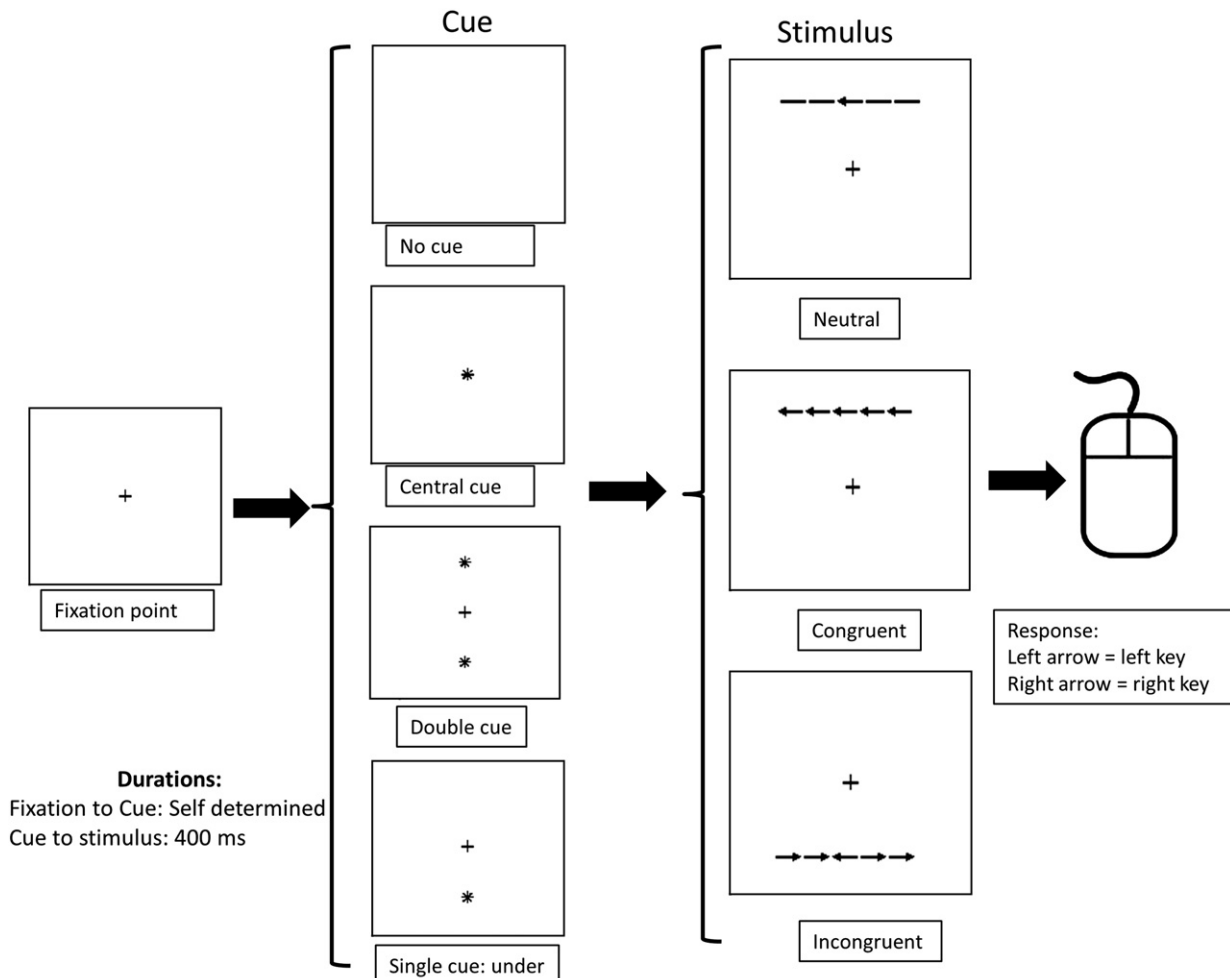 Cue
Stimulus
No cue
Neutral
Central cue
Fixation point
Congruent
Response:
Left arrow = left key
Right arrow = right key
Double cue
Durations:
Fixation to Cue: Self determined
Cue to stimulus: 400 ms
Incongruent
Single cue: under